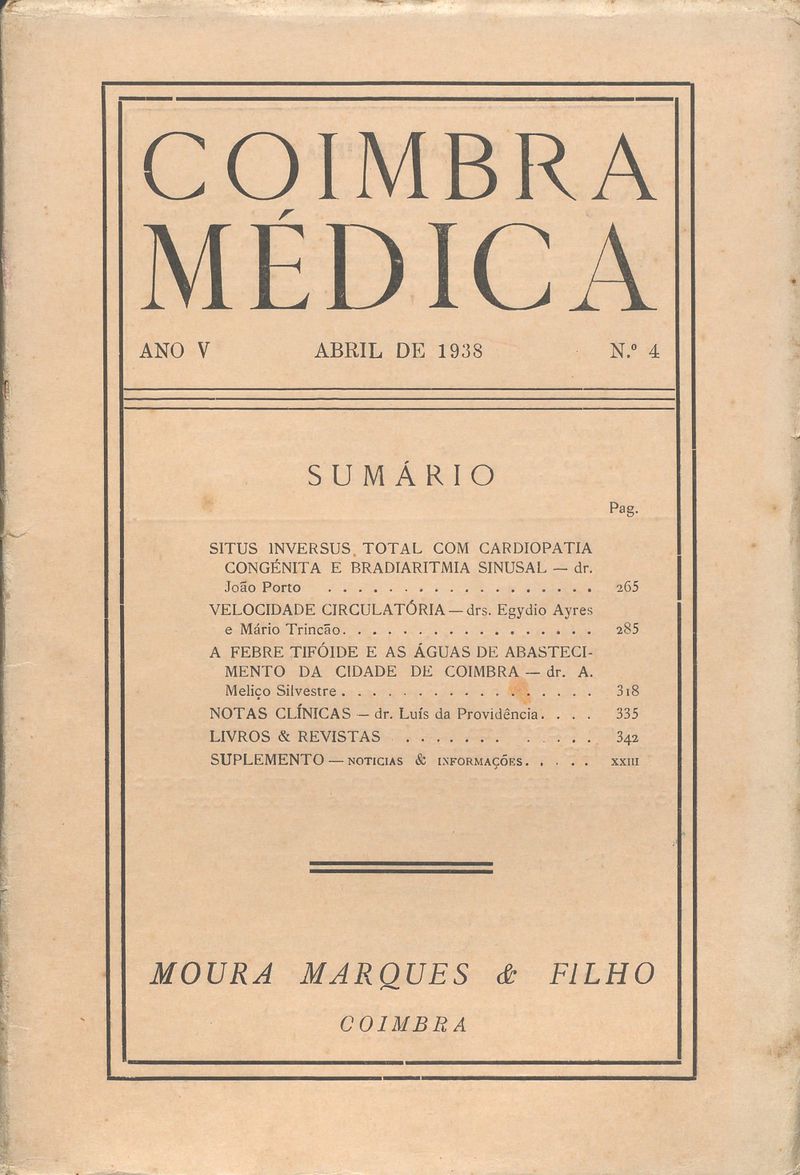 COIMBRA
MÉDICA
ANO V ABRIL DE 1938 N.º 4
SUMÁRIO
Pag.
SITUS INVERSUS TOTAL COM CARDIOPATIA
CONGÉNITA E BRADIARITMIA SINUSAL — dr.
João Porto . . . . . . . . . . . . . . . . . . 265
VELOCIDADE CIRCULATÓRIA — drs. Egydio Ayres
e Mário Trincão. . . . . . . . . . . . . . . . . 285
A FEBRE TIFÓIDE E AS ÁGUAS DE ABASTECI-
MENTO DA CIDADE DE COIMBRA — dr. A.
Meliço Silvestre . . . . . . . . . . . . . . . . . 318
NOTAS CLÍNICAS — dr. Luís da Providência. . . . 335
LIVROS & REVISTAS . . . . . . . . . . . . 342
SUPLEMENTO — NOTICIAS & INFORMAÇÕES. . . . . XXIII
MOURA MARQUES & FILHO
COIMBRA